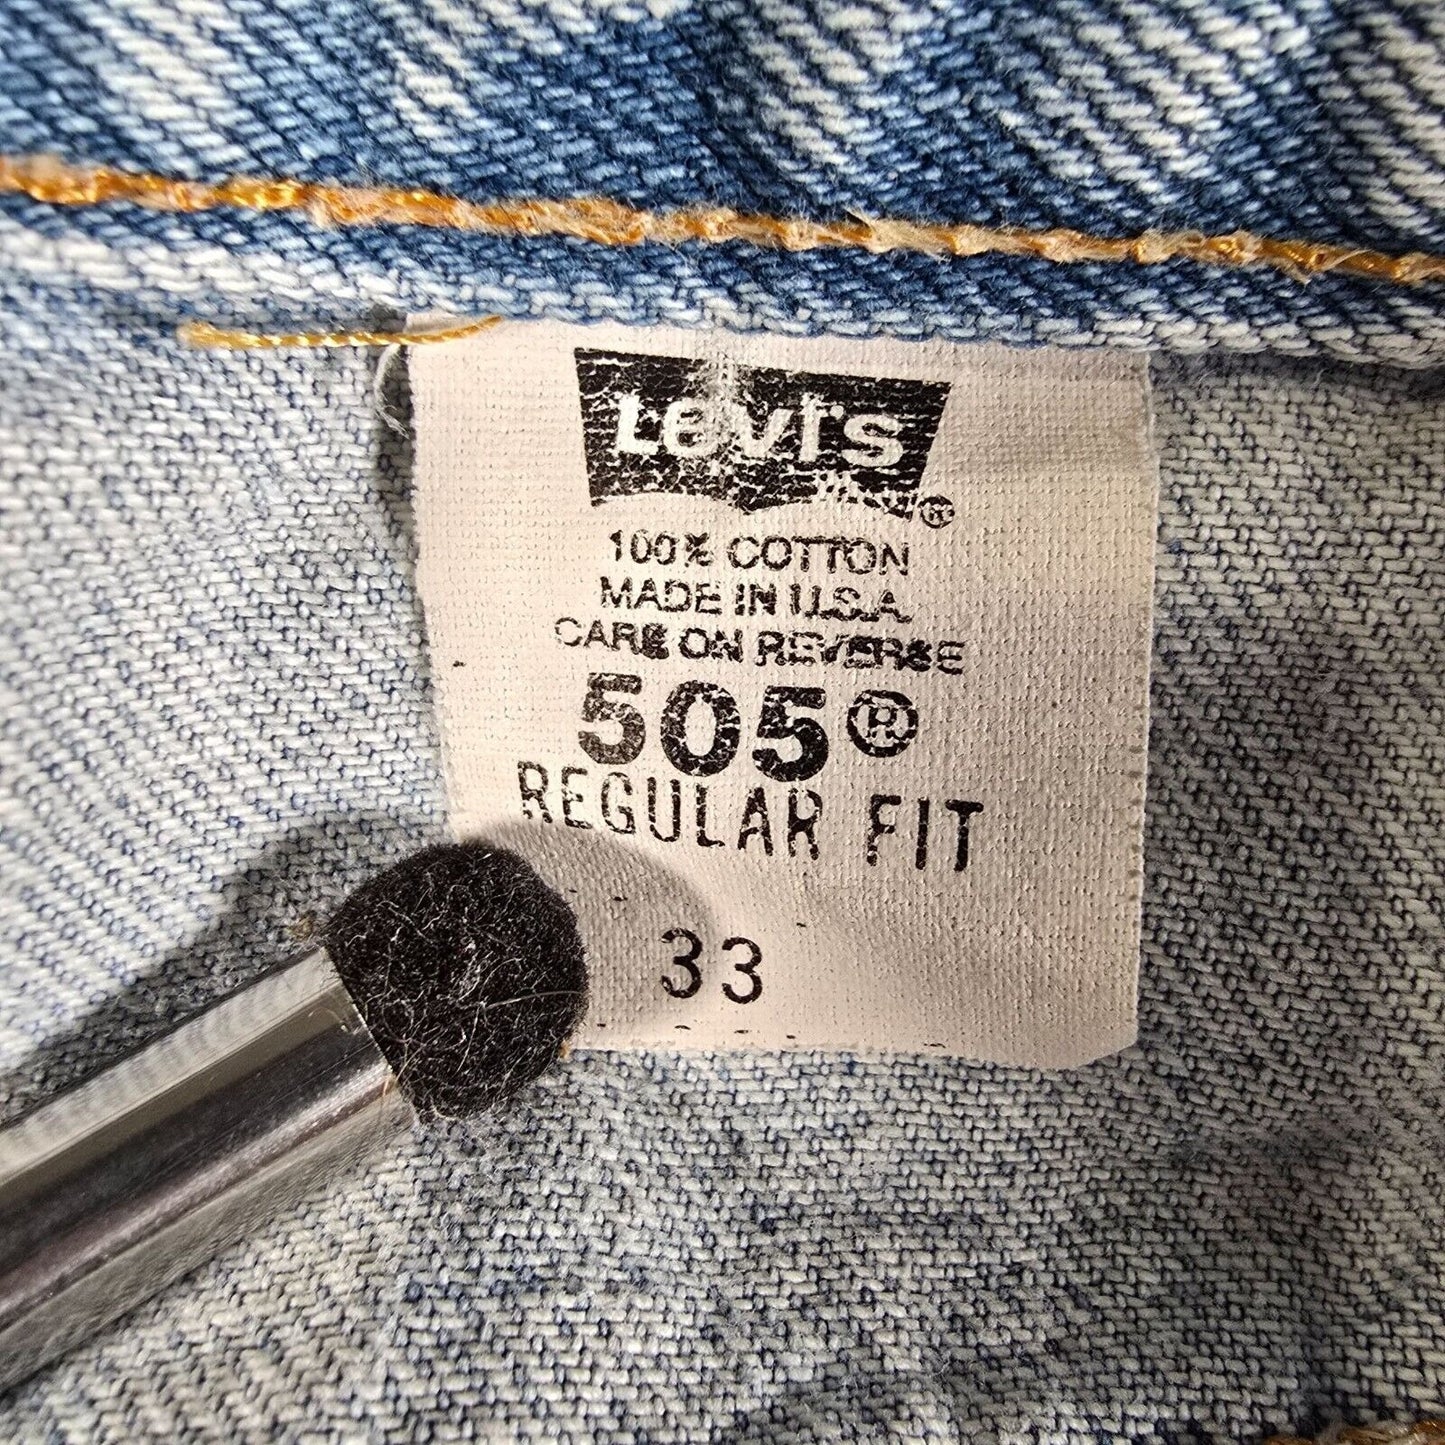 Levi's ®
100% COTTON
MADE IN U.S.A.
CARE ON REVERSE
505®
REGULAR FIT
33